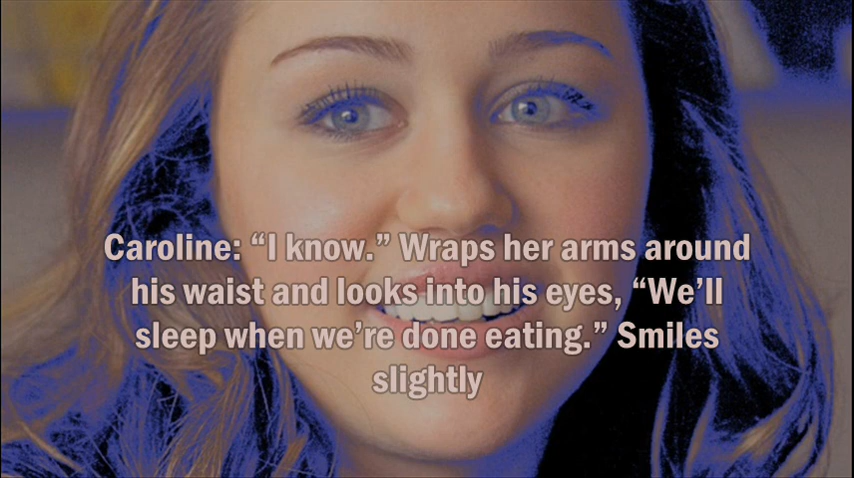 Caroline: “I know.” Wraps her arms around
his waist and looks into his eyes, “We’ll
sleep when we’re done eating.” Smiles
slightly